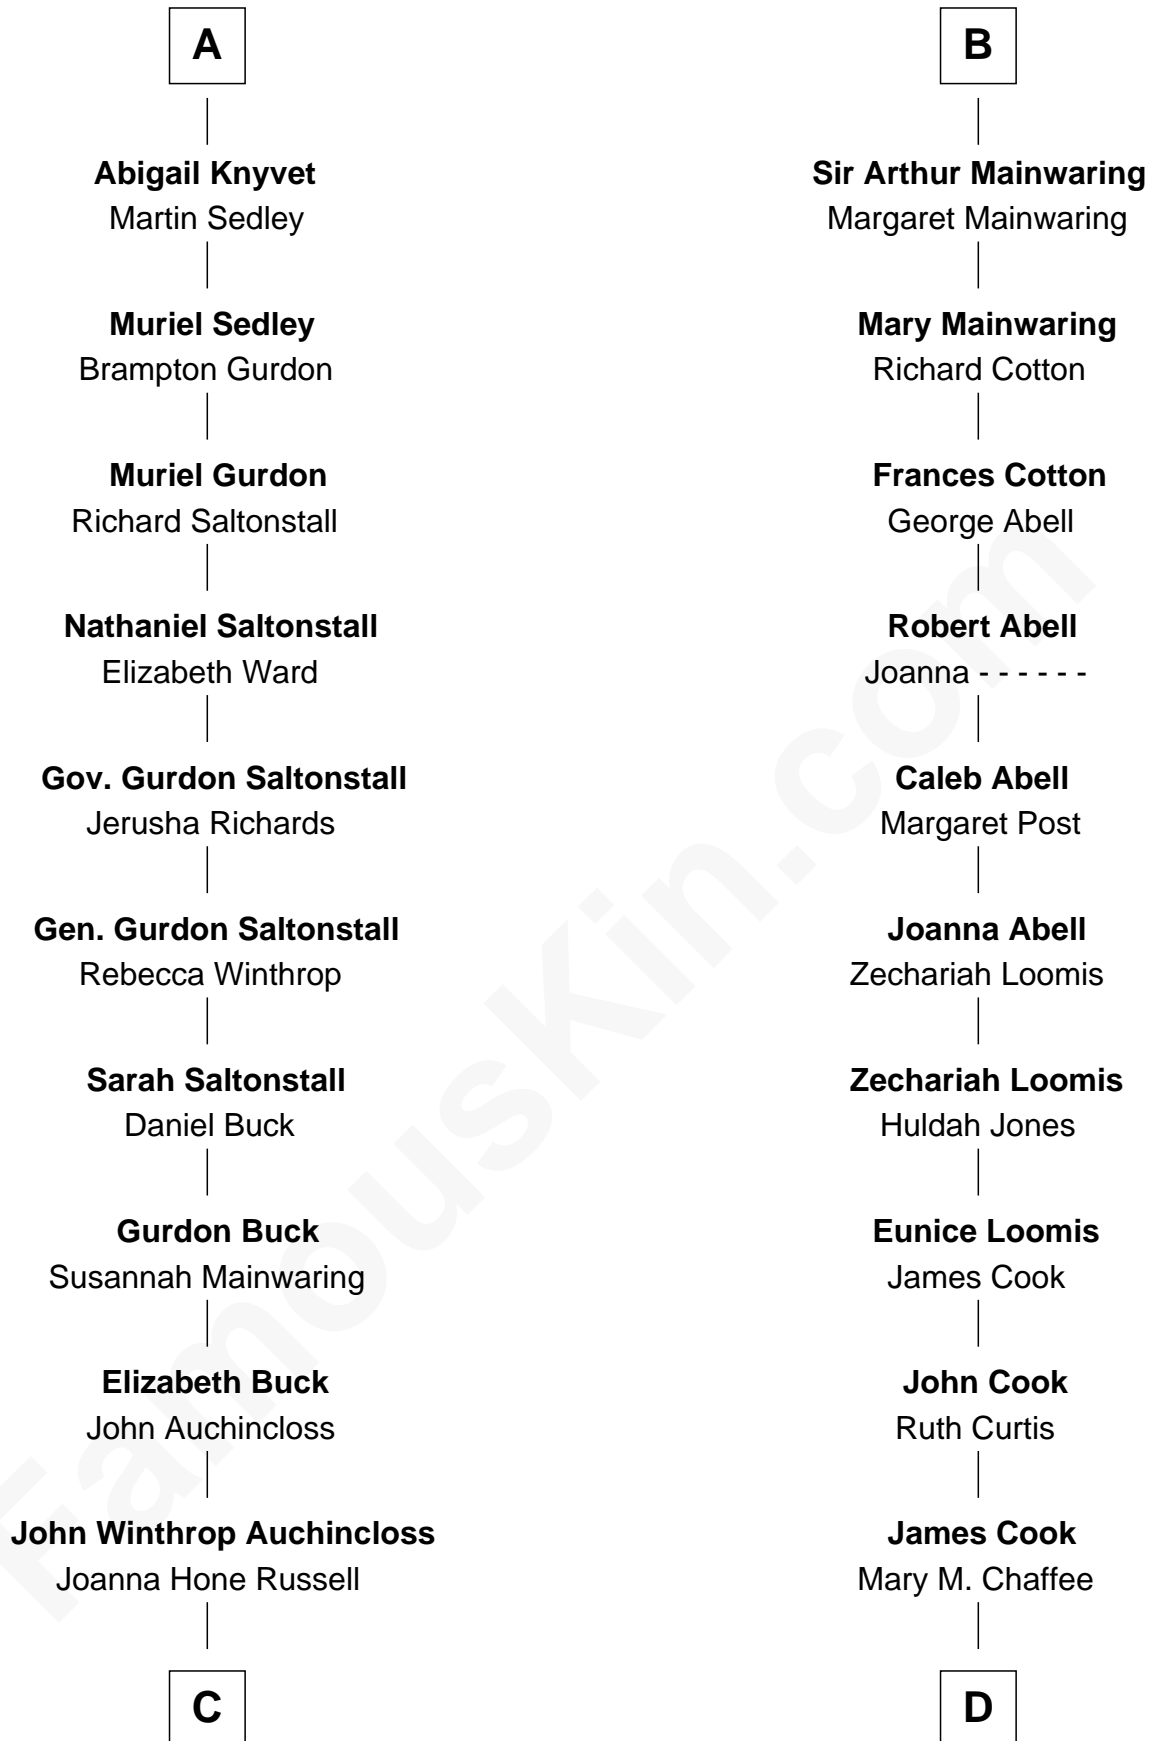 A
Abigail Knyvet
Martin Sedley
Muriel Sedley
Brampton Gurdon
Muriel Gurdon
Richard Saltonstall
Nathaniel Saltonstall
Elizabeth Ward
Gov. Gurdon Saltonstall
Jerusha Richards
Gen. Gurdon Saltonstall
Rebecca Winthrop
Sarah Saltonstall
Daniel Buck
Gurdon Buck
Susannah Mainwaring
Elizabeth Buck
John Auchincloss
John Winthrop Auchincloss
Joanna Hone Russell
C
B
Sir Arthur Mainwaring
Margaret Mainwaring
Mary Mainwaring
Richard Cotton
Frances Cotton
George Abell
Robert Abell
Joanna - - - - - -
Caleb Abell
Margaret Post
Joanna Abell
Zechariah Loomis
Zechariah Loomis
Huldah Jones
Eunice Loomis
James Cook
John Cook
Ruth Curtis
James Cook
Mary M. Chaffee
D
FamousKin.com